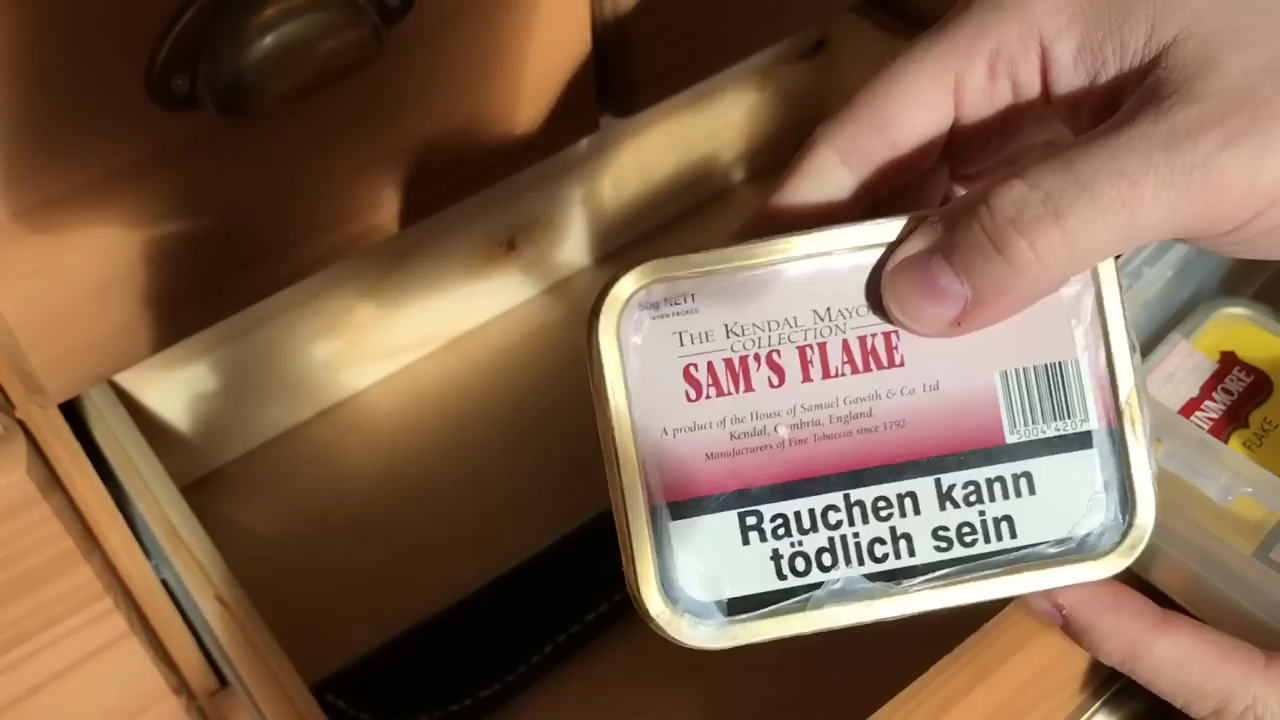 50g NETT
WHEN PACKED
THE KENDAL MAYO
COLLECTION
SAM'S FLAKE
A product of the House of Samuel Gawith & Co. Ltd
Kendal, Cumbria, England.
Manufacturers of Fine Tobaccos since 1792
5004 4207
Rauchen kann
tödlich sein
INMORE
FLAKE